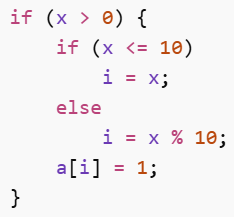 if (x > 0) {
    if (x <= 10)
        i = x;
    else
        i = x % 10;
    a[i] = 1;
}